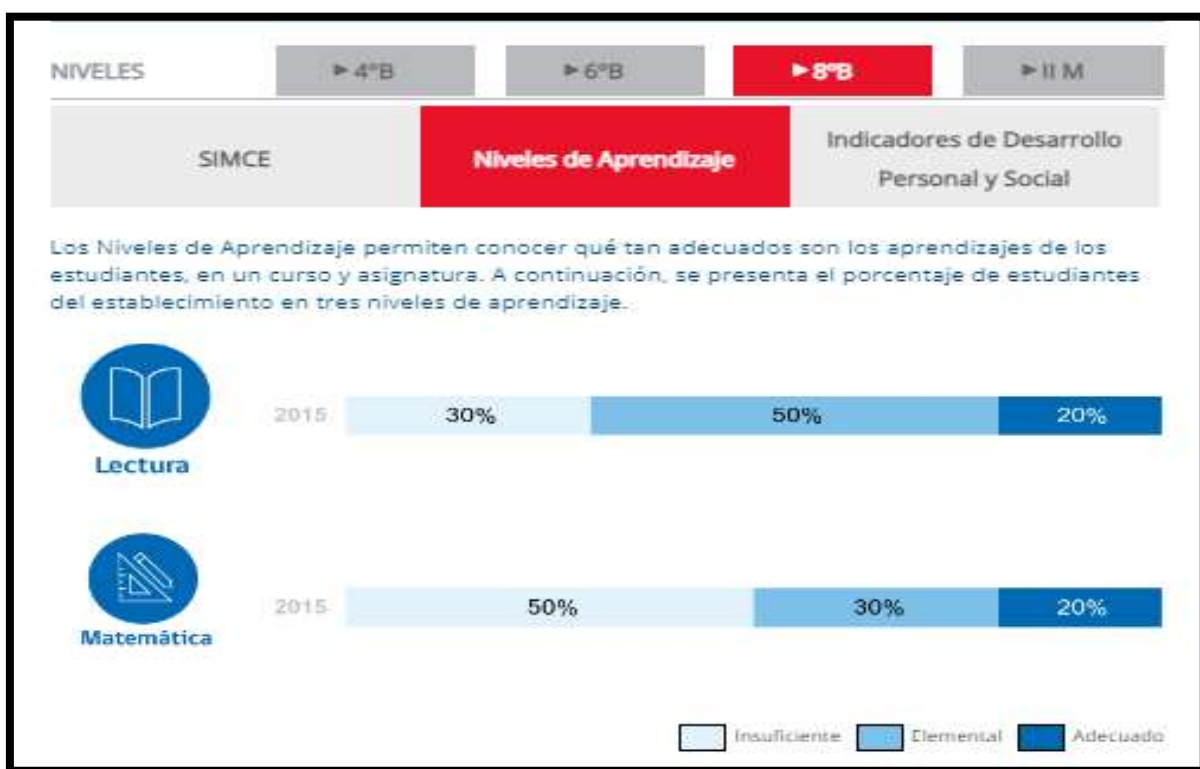 NIVELES ►4°B ►6°B ►8°B ►II M
SIMCE Niveles de Aprendizaje Indicadores de Desarrollo
Personal y Social
Los Niveles de Aprendizaje permiten conocer qué tan adecuados son los aprendizajes de los
estudiantes, en un curso y asignatura. A continuación, se presenta el porcentaje de estudiantes
del establecimiento en tres niveles de aprendizaje.
2015 30% 50% 20%
Lectura
2015 50% 30% 20%
Matemática
Insuficiente Elemental Adecuado